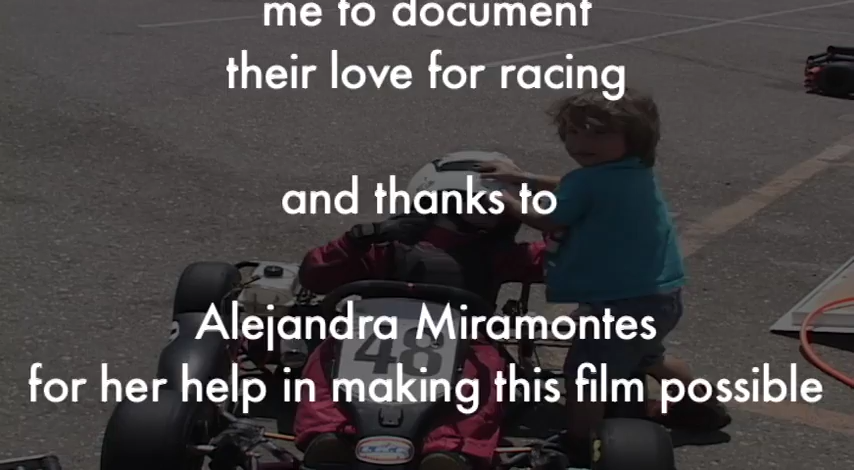 me to document
their love for racing
and thanks to
Alejandra Miramontes
for her help in making this film possible
48